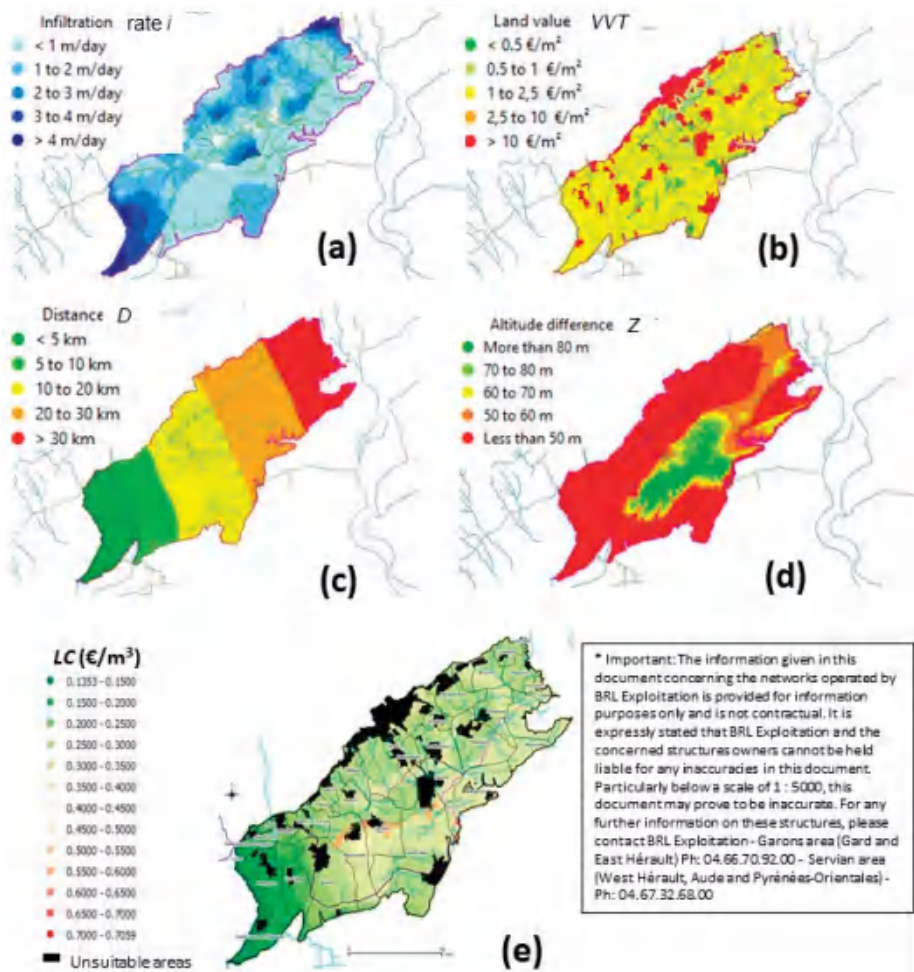 Infiltration rate i
< 1 m/day
1 to 2 m/day
2 to 3 m/day
3 to 4 m/day
> 4 m/day
(a)
Land value VVT
< 0.5 €/m²
0.5 to 1 €/m²
1 to 2,5 €/m²
2,5 to 10 €/m²
> 10 €/m²
(b)
Distance D
< 5 km
5 to 10 km
10 to 20 km
20 to 30 km
> 30 km
(c)
Altitude difference Z
More than 80 m
70 to 80 m
60 to 70 m
50 to 60 m
Less than 50 m
(d)
LC (€/m³)
0.1353 - 0.1500
0.1500 - 0.2000
0.2000 - 0.2500
0.2500 - 0.3000
0.3000 - 0.3500
0.3500 - 0.4000
0.4000 - 0.4500
0.4500 - 0.5000
0.5000 - 0.5500
0.5500 - 0.6000
0.6000 - 0.6500
0.6500 - 0.7000
0.7000 - 0.7059
Unsuitable areas
(e)
* Important: The information given in this
document concerning the networks operated by
BRL Exploitation is provided for information
purposes only and is not contractual. It is
expressly stated that BRL Exploitation and the
concerned structures owners cannot be held
liable for any inaccuracies in this document.
Particularly below a scale of 1 : 5000, this
document may prove to be inaccurate. For any
further information on these structures, please
contact BRL Exploitation - Garons area (Gard and
East Hérault) Ph: 04.66.70.92.00 - Servian area
(West Hérault, Aude and Pyrénées-Orientales) -
Ph: 04.67.32.68.00